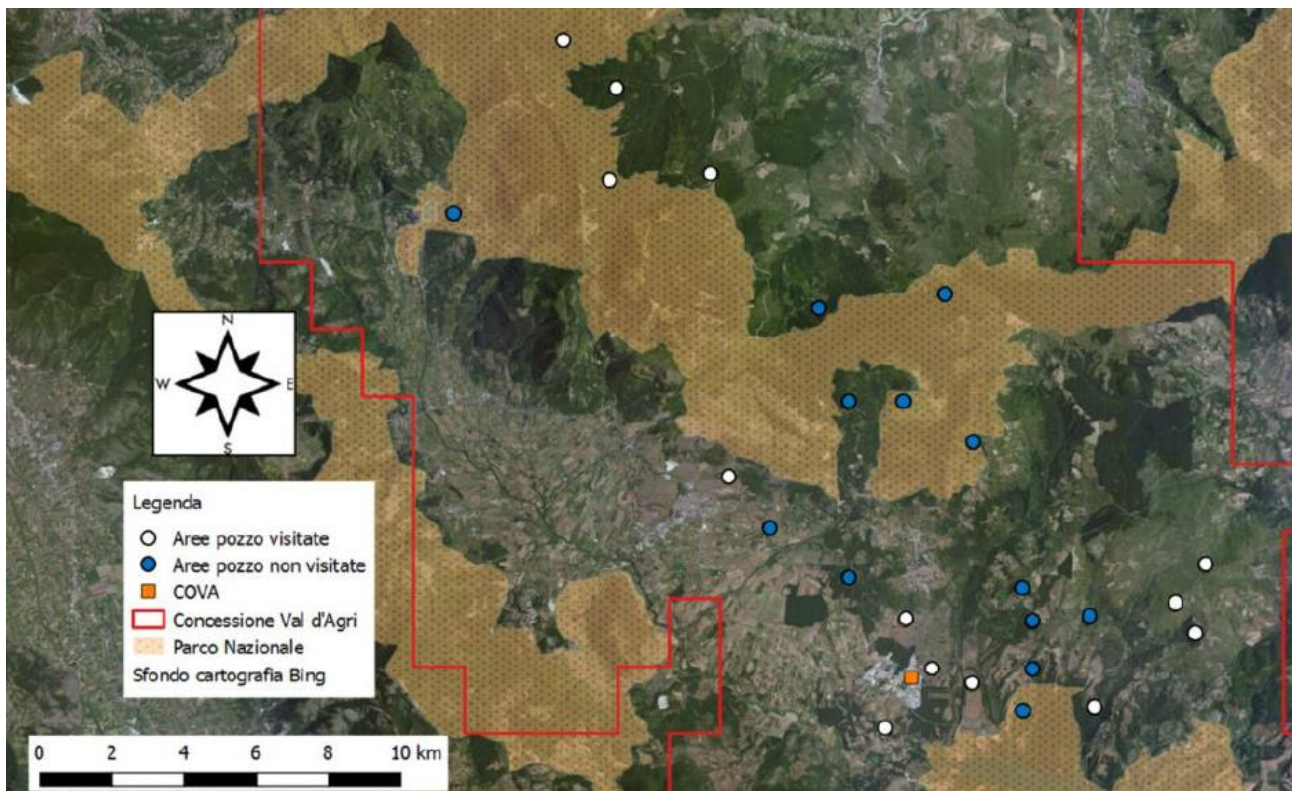 N
W E
S
Legenda
Aree pozzo visitate
Aree pozzo non visitate
COVA
Concessione Val d'Agri
Parco Nazionale
Sfondo cartografia Bing
0 2 4 6 8 10 km